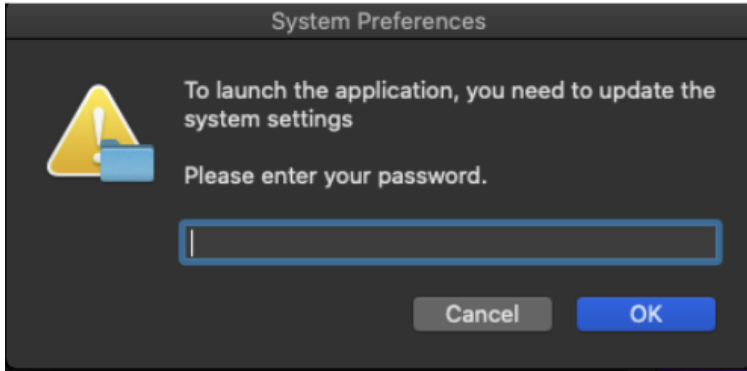 System Preferences
To launch the application, you need to update the
system settings
Please enter your password.
Cancel
OK